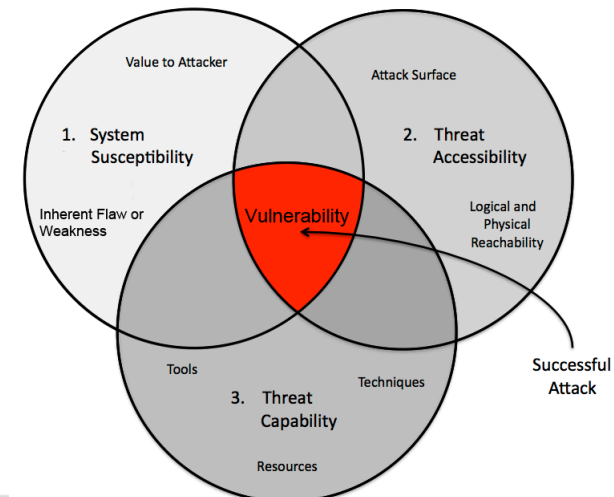 Value to Attacker
Attack Surface
1. System
Susceptibility
2. Threat
Accessibility
Inherent Flaw or
Weakness
Vulnerability
Logical and
Physical
Reachability
Successful
Attack
Tools
Techniques
3. Threat
Capability
Resources